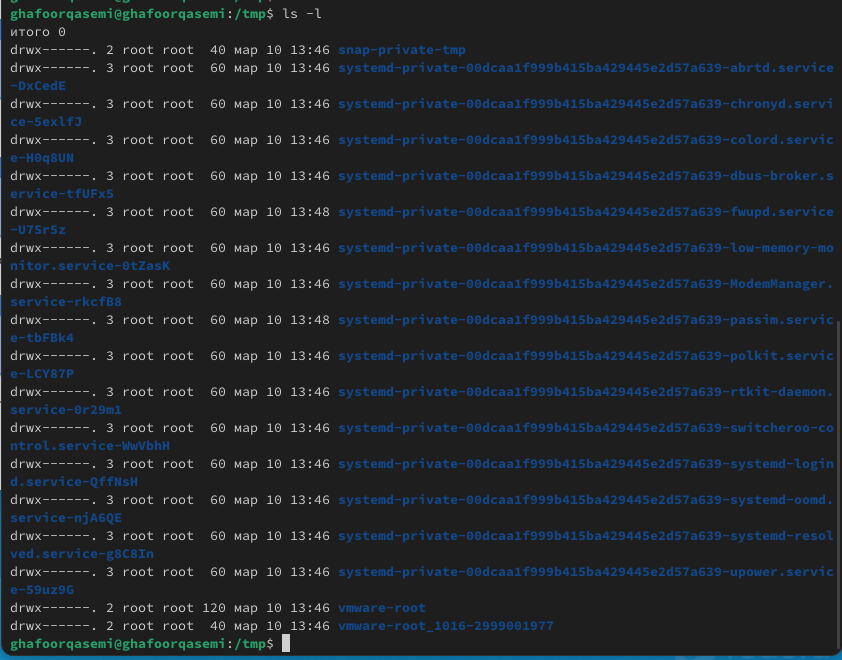 ghafoorqasemi@ghafoorqasemi:/tmp$ ls -l
итого 0
drwx------. 2 root root  40 мар 10 13:46 snap-private-tmp
drwx------. 3 root root  60 мар 10 13:46 systemd-private-00dcaa1f999b415ba429445e2d57a639-abrtd.service
-DxCedE
drwx------. 3 root root  60 мар 10 13:46 systemd-private-00dcaa1f999b415ba429445e2d57a639-chronyd.servi
ce-5exlfJ
drwx------. 3 root root  60 мар 10 13:46 systemd-private-00dcaa1f999b415ba429445e2d57a639-colord.servic
e-H0q8UN
drwx------. 3 root root  60 мар 10 13:46 systemd-private-00dcaa1f999b415ba429445e2d57a639-dbus-broker.s
ervice-tfUFx5
drwx------. 3 root root  60 мар 10 13:48 systemd-private-00dcaa1f999b415ba429445e2d57a639-fwupd.service
-U7Sr5z
drwx------. 3 root root  60 мар 10 13:46 systemd-private-00dcaa1f999b415ba429445e2d57a639-low-memory-mo
nitor.service-0tZasK
drwx------. 3 root root  60 мар 10 13:46 systemd-private-00dcaa1f999b415ba429445e2d57a639-ModemManager.
service-rkcfB8
drwx------. 3 root root  60 мар 10 13:48 systemd-private-00dcaa1f999b415ba429445e2d57a639-passim.servic
e-tbFBk4
drwx------. 3 root root  60 мар 10 13:46 systemd-private-00dcaa1f999b415ba429445e2d57a639-polkit.servic
e-LCY87P
drwx------. 3 root root  60 мар 10 13:46 systemd-private-00dcaa1f999b415ba429445e2d57a639-rtkit-daemon.
service-0r29m1
drwx------. 3 root root  60 мар 10 13:46 systemd-private-00dcaa1f999b415ba429445e2d57a639-switcheroo-co
ntrol.service-WwVbhH
drwx------. 3 root root  60 мар 10 13:46 systemd-private-00dcaa1f999b415ba429445e2d57a639-systemd-login
d.service-QffNsH
drwx------. 3 root root  60 мар 10 13:46 systemd-private-00dcaa1f999b415ba429445e2d57a639-systemd-oomd.
service-njA6QE
drwx------. 3 root root  60 мар 10 13:46 systemd-private-00dcaa1f999b415ba429445e2d57a639-systemd-resol
ved.service-g8C8In
drwx------. 3 root root  60 мар 10 13:46 systemd-private-00dcaa1f999b415ba429445e2d57a639-upower.servic
e-59uz9G
drwx------. 2 root root 120 мар 10 13:46 vmware-root
drwx------. 2 root root  40 мар 10 13:46 vmware-root_1016-2999001977
ghafoorqasemi@ghafoorqasemi:/tmp$